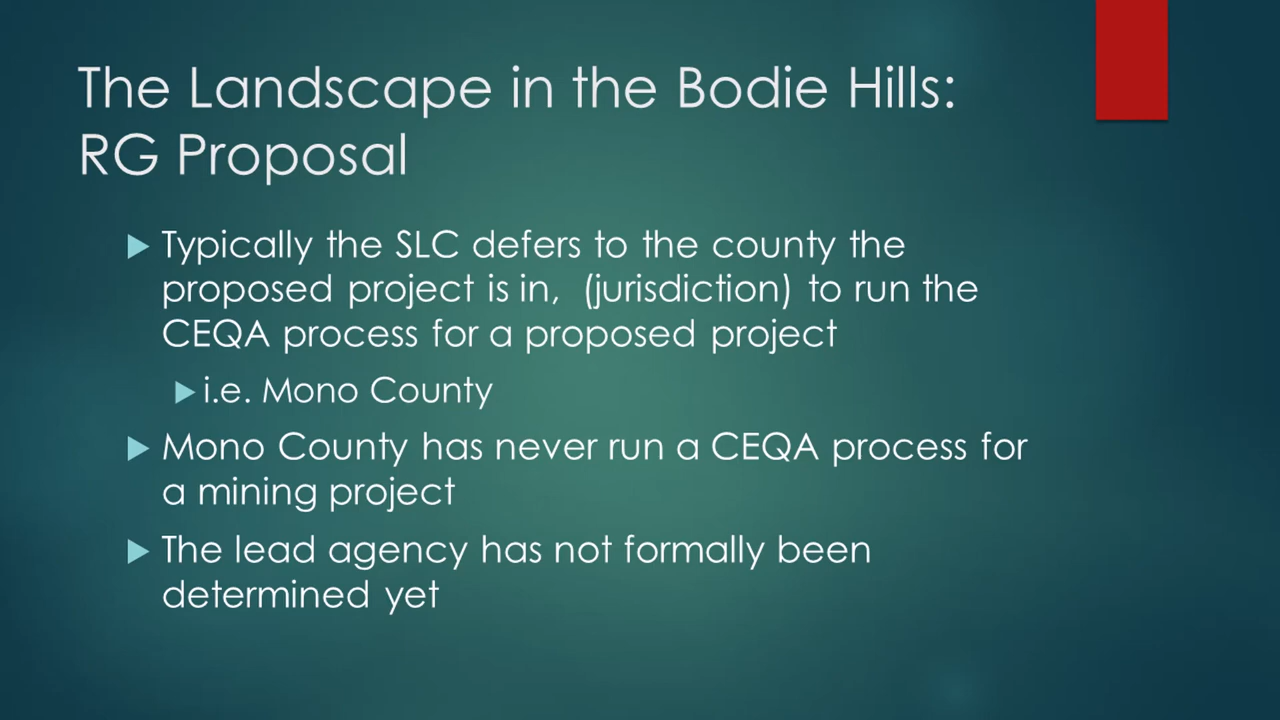 The Landscape in the Bodie Hills:
RG Proposal
Typically the SLC defers to the county the
proposed project is in,  (jurisdiction) to run the
CEQA process for a proposed project
i.e. Mono County
Mono County has never run a CEQA process for
a mining project
The lead agency has not formally been
determined yet